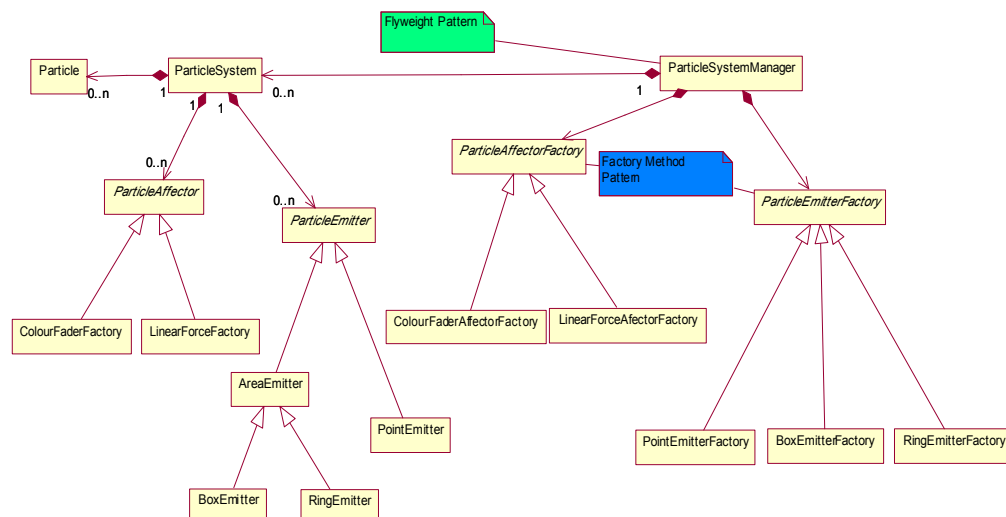 Flyweight Pattern
Particle
ParticleSystem
ParticleSystemManager
0..n
1
0..n
1
1
1
ParticleAffectorFactory
Factory Method
Pattern
0..n
ParticleAffector
0..n
ParticleEmitter
ParticleEmitterFactory
ColourFaderFactory
LinearForceFactory
ColourFaderAffectorFactory
LinearForceAfectorFactory
AreaEmitter
PointEmitter
PointEmitterFactory
BoxEmitterFactory
RingEmitterFactory
BoxEmitter
RingEmitter